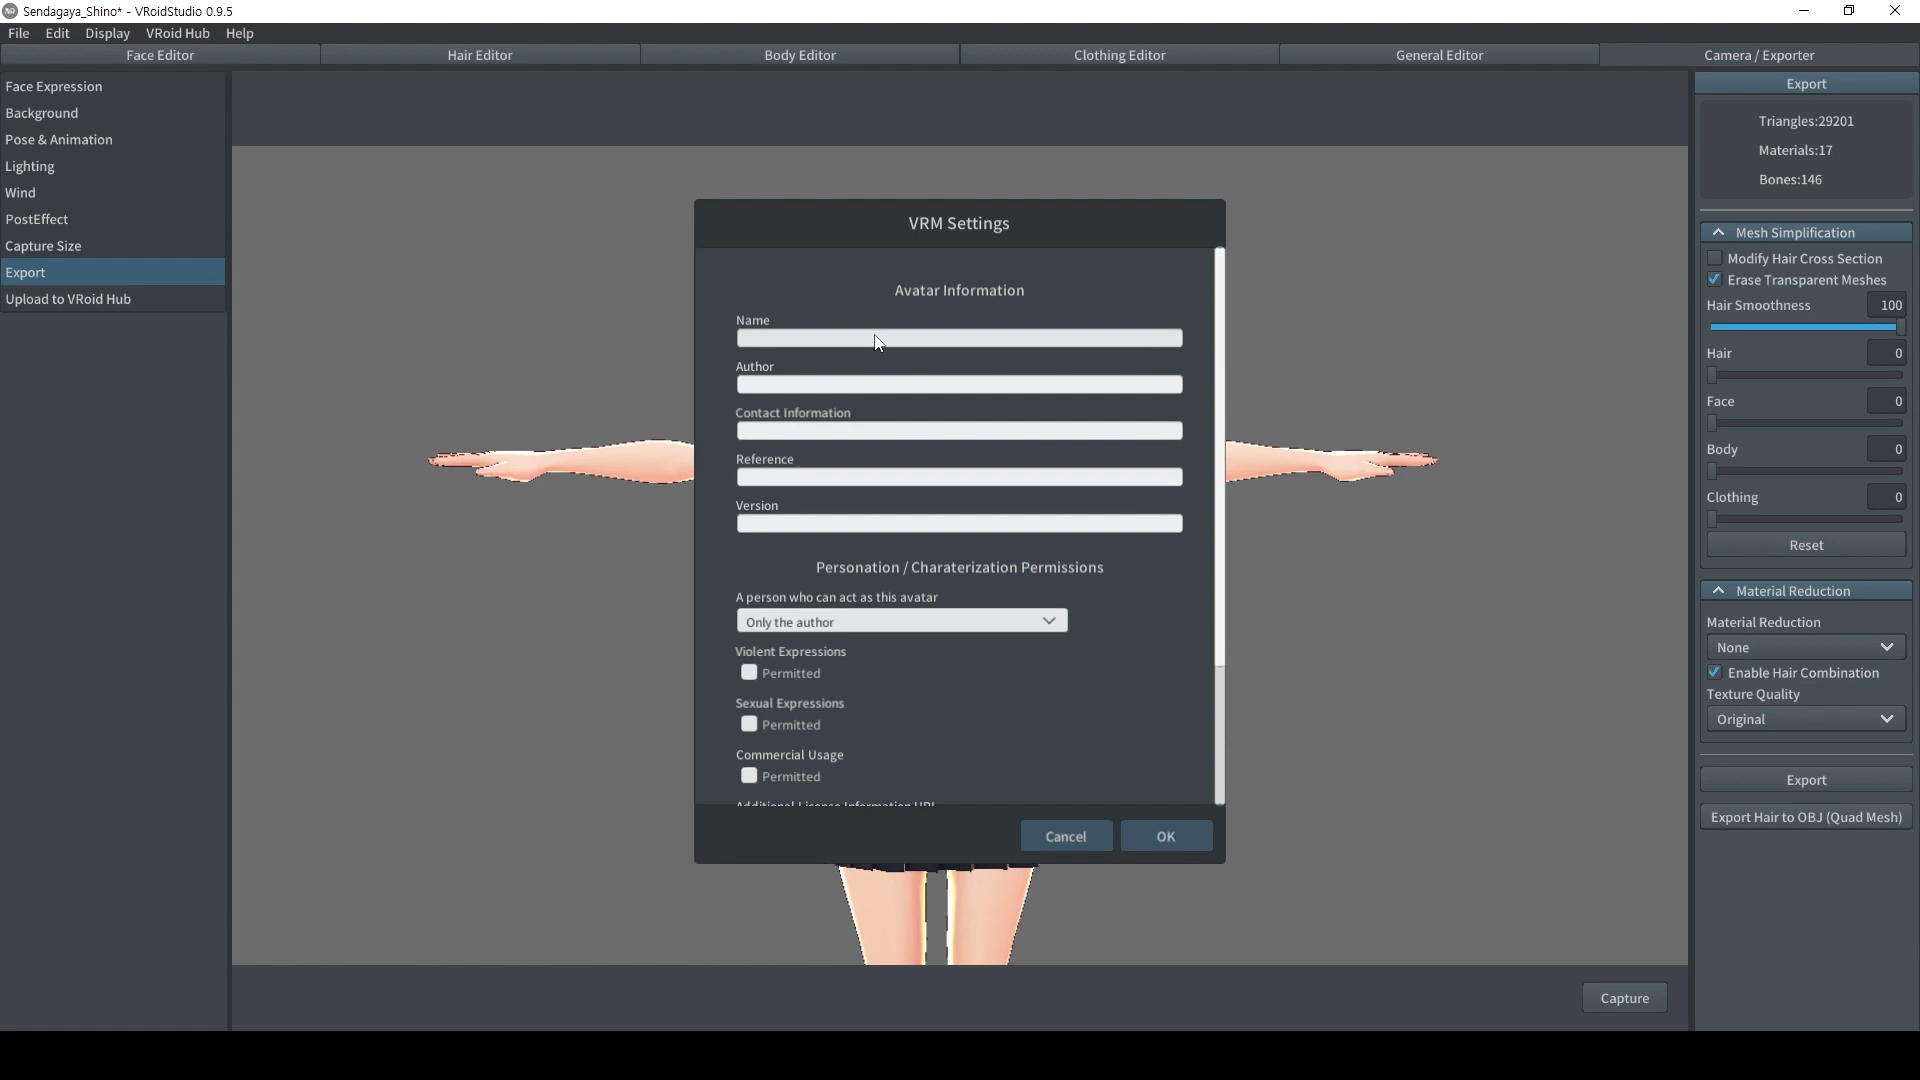 Sendagaya_Shino* - VRoidStudio 0.9.5
File Edit Display VRoid Hub Help
Face Editor Hair Editor Body Editor Clothing Editor General Editor Camera / Exporter
Face Expression
Background
Pose & Animation
Lighting
Wind
PostEffect
Capture Size
Export
Upload to VRoid Hub
VRM Settings
Avatar Information
Name
Author
Contact Information
Reference
Version
Personation / Charaterization Permissions
A person who can act as this avatar
Only the author
Violent Expressions
Permitted
Sexual Expressions
Permitted
Commercial Usage
Permitted
Additional License Information URL
Cancel OK
Export
Triangles:29201
Materials:17
Bones:146
Mesh Simplification
Modify Hair Cross Section
Erase Transparent Meshes
Hair Smoothness 100
Hair 0
Face 0
Body 0
Clothing 0
Reset
Material Reduction
Material Reduction
None
Enable Hair Combination
Texture Quality
Original
Export
Export Hair to OBJ (Quad Mesh)
Capture